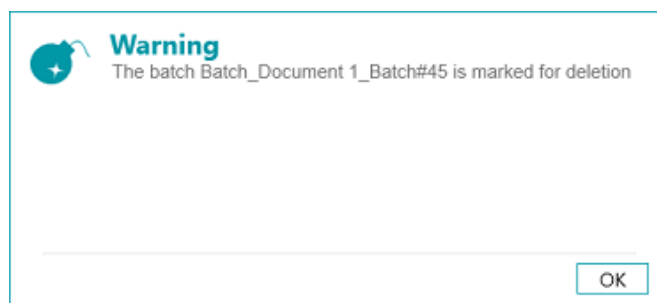 Warning
The batch Batch_Document 1_Batch#45 is marked for deletion
OK